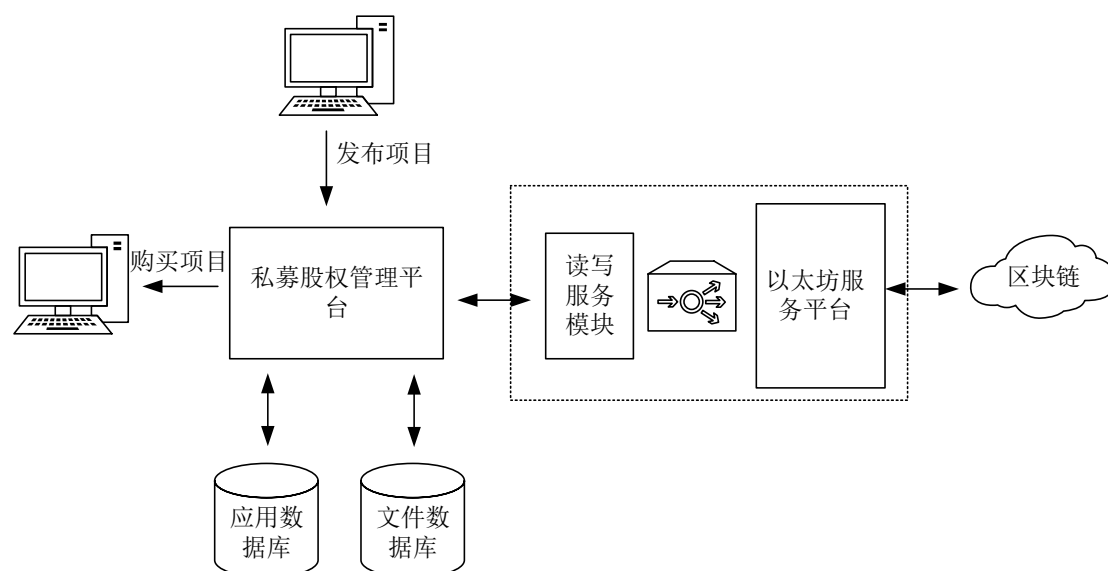 发布项目
购买项目
私募股权管理平
台
读写
服务
模块
以太坊服
务平台
区块链
应用数
据库
文件数
据库